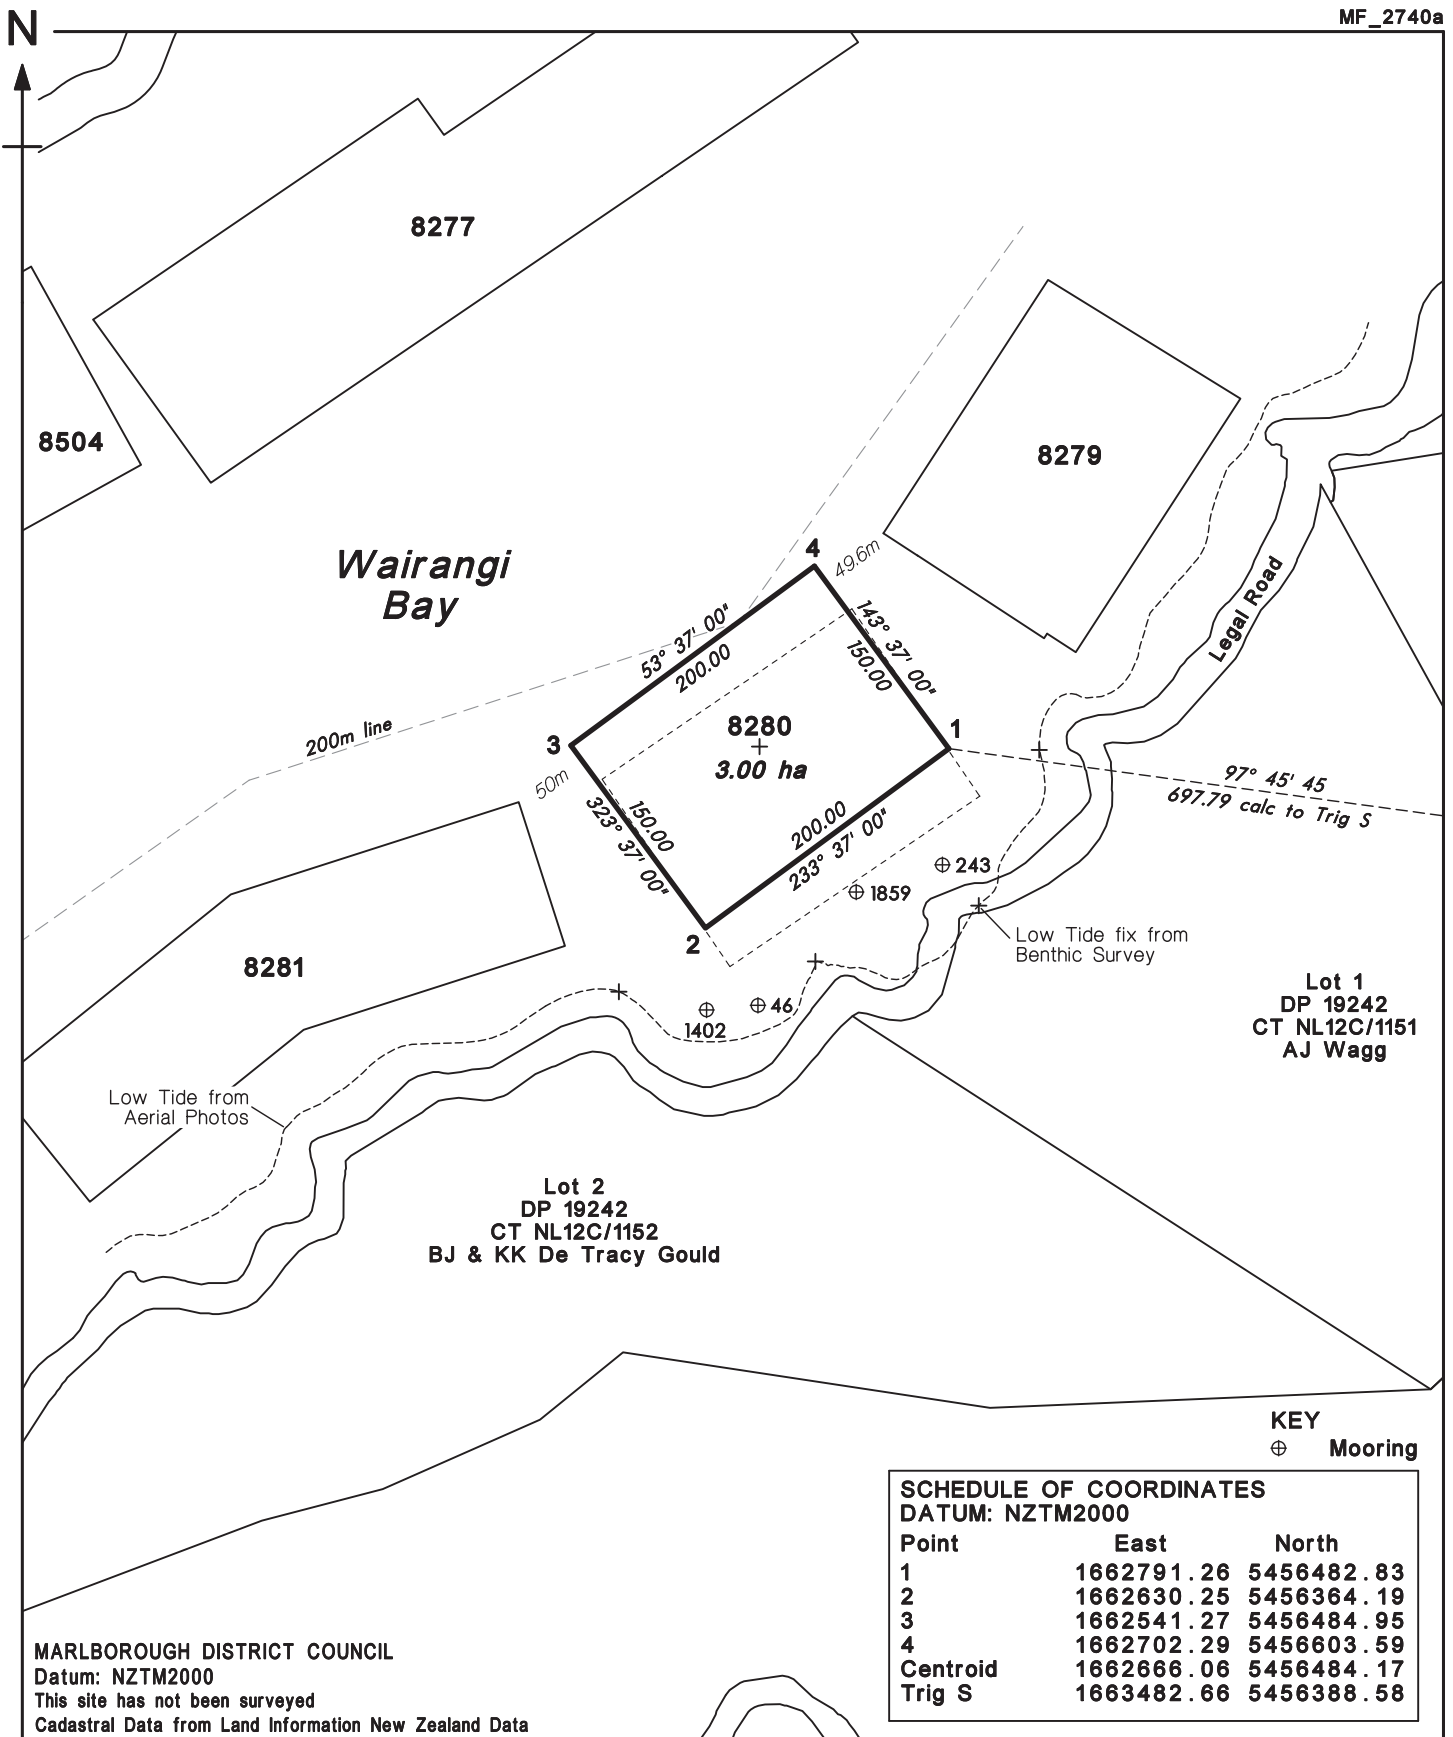 MF_2740a
N
8277
8504
8279
Wairangi
Bay
4
49.6m
143° 37' 00"
150.00
53° 37' 00"
200.00
Legal Road
200m line
3
8280
3.00 ha
1
50m
97° 45' 45
697.79 calc to Trig S
150.00
323° 37' 00"
200.00
233° 37' 00"
243
1859
2
Low Tide fix from
Benthic Survey
8281
46
1402
Lot 1
DP 19242
CT NL12C/1151
AJ Wagg
Low Tide from
Aerial Photos
Lot 2
DP 19242
CT NL12C/1152
BJ & KK De Tracy Gould
KEY
Mooring
SCHEDULE OF COORDINATES
DATUM: NZTM2000
Point East North
1 1662791.26 5456482.83
2 1662630.25 5456364.19
3 1662541.27 5456484.95
4 1662702.29 5456603.59
Centroid 1662666.06 5456484.17
Trig S 1663482.66 5456388.58
MARLBOROUGH DISTRICT COUNCIL
Datum: NZTM2000
This site has not been surveyed
Cadastral Data from Land Information New Zealand Data